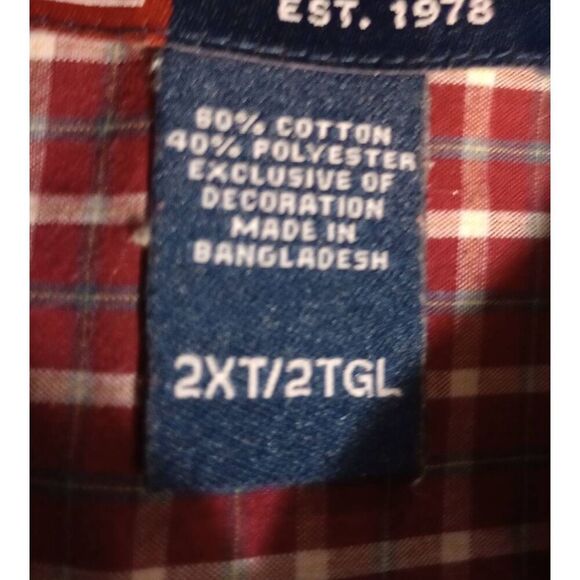 EST. 1978
60% COTTON
40% POLYESTER
EXCLUSIVE OF
DECORATION
MADE IN
BANGLADESH
2XT/2TGL